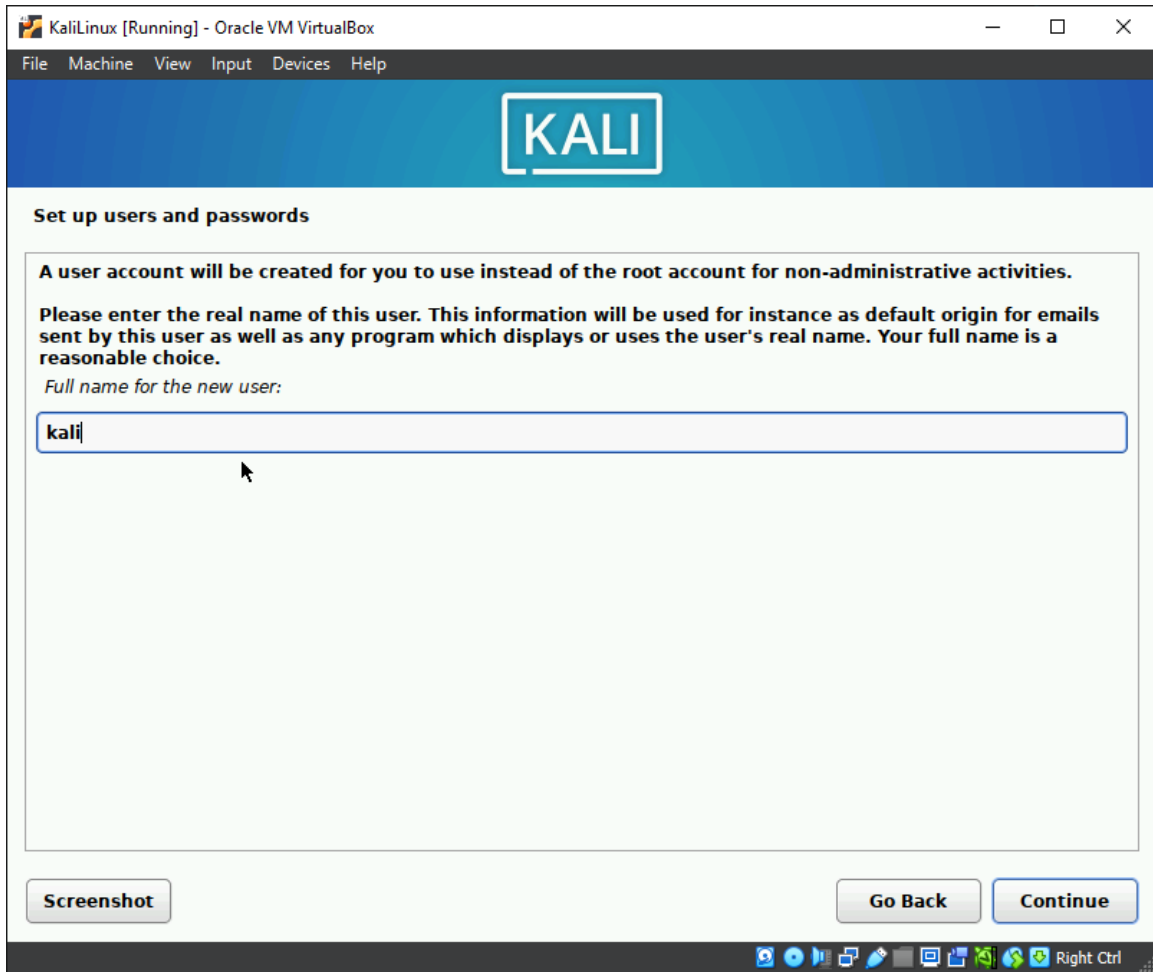 KaliLinux [Running] - Oracle VM VirtualBox
File Machine View Input Devices Help
KALI
Set up users and passwords
A user account will be created for you to use instead of the root account for non-administrative activities.
Please enter the real name of this user. This information will be used for instance as default origin for emails
sent by this user as well as any program which displays or uses the user's real name. Your full name is a
reasonable choice.
Full name for the new user:
kali
Screenshot Go Back Continue
Right Ctrl